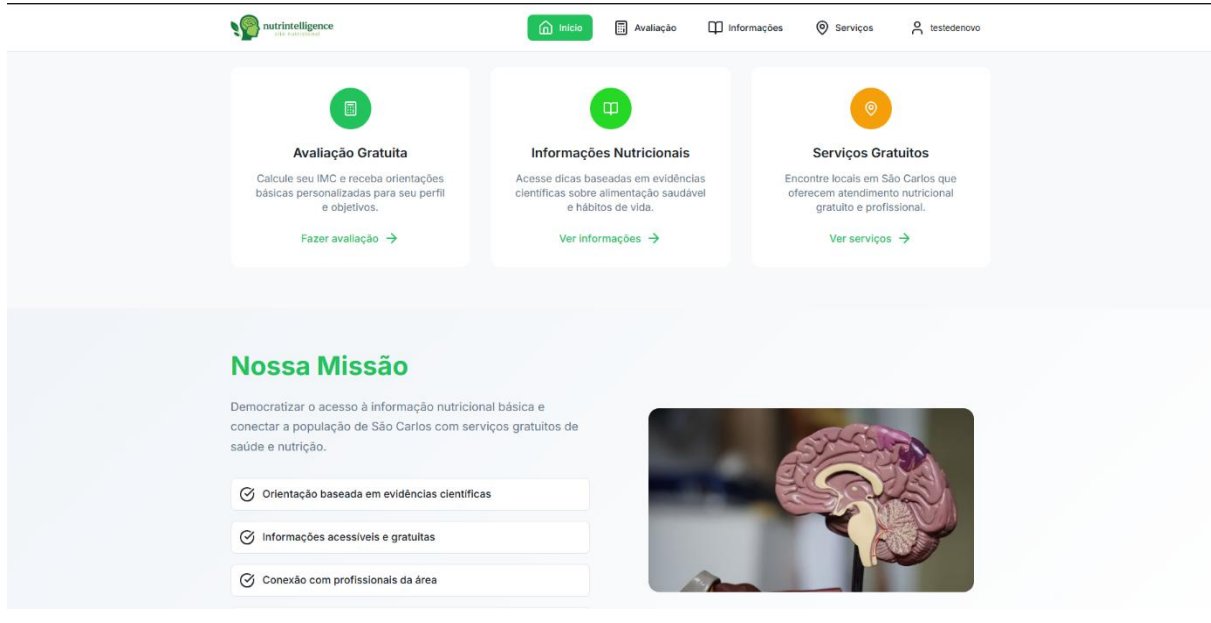 nutrintelligence
Início
Avaliação
Informações
Serviços
testedenovo
Avaliação Gratuita
Calcule seu IMC e receba orientações
básicas personalizadas para seu perfil
e objetivos.
Fazer avaliação
Informações Nutricionais
Acesse dicas baseadas em evidências
científicas sobre alimentação saudável
e hábitos de vida.
Ver informações
Serviços Gratuitos
Encontre locais em São Carlos que
oferecem atendimento nutricional
gratuito e profissional.
Ver serviços
Nossa Missão
Democratizar o acesso à informação nutricional básica e
conectar a população de São Carlos com serviços gratuitos de
saúde e nutrição.
Orientação baseada em evidências científicas
Informações acessíveis e gratuitas
Conexão com profissionais da área